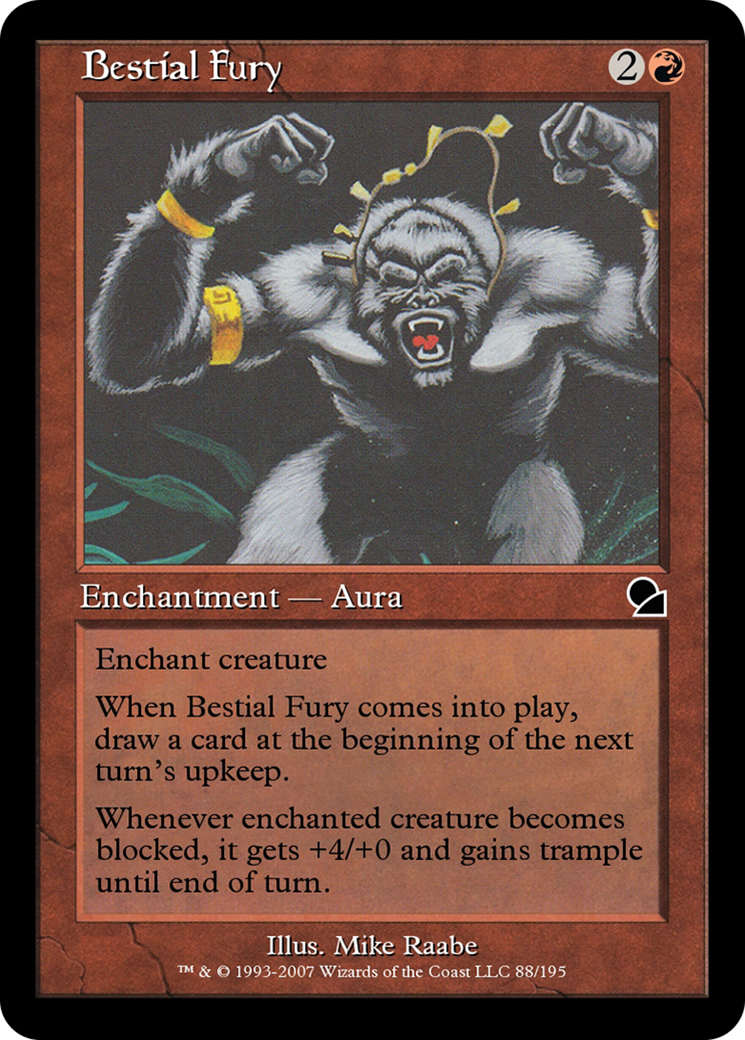 Bestial Fury 2
Enchantment — Aura
Enchant creature
When Bestial Fury comes into play,
draw a card at the beginning of the next
turn's upkeep.
Whenever enchanted creature becomes
blocked, it gets +4/+0 and gains trample
until end of turn.
Illus. Mike Raabe
™ & © 1993-2007 Wizards of the Coast LLC 88/195